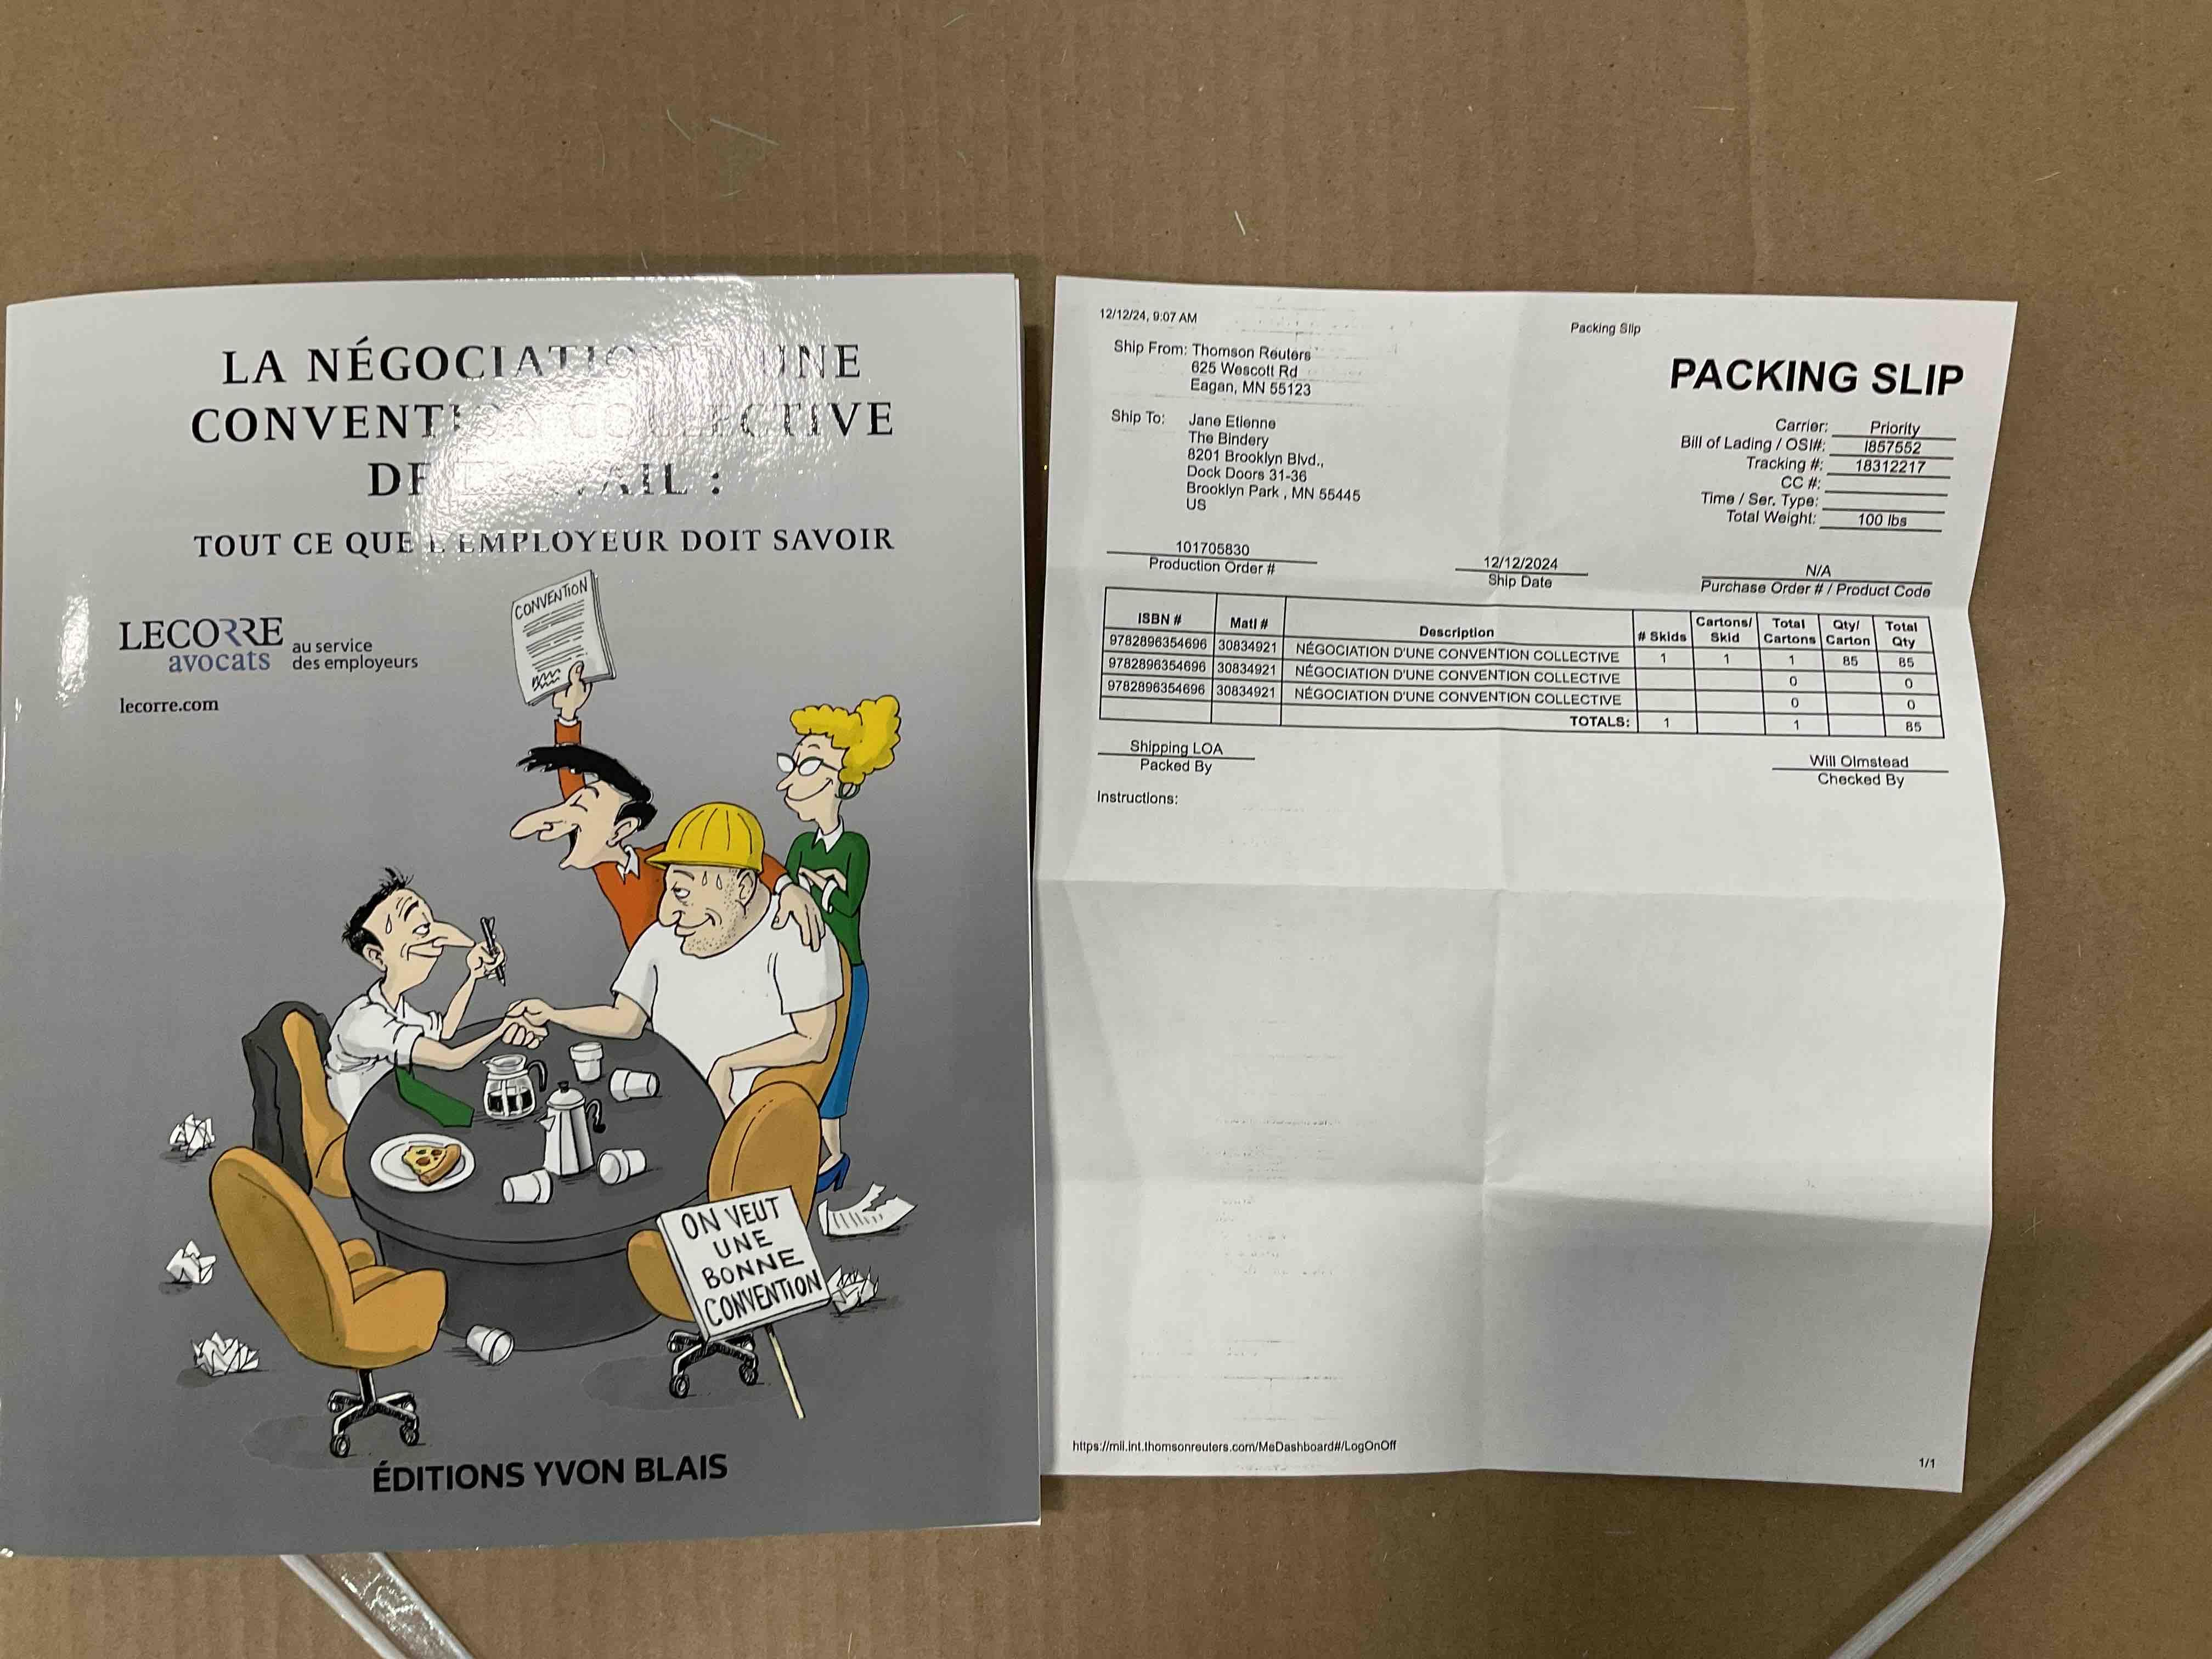 LA NÉGOCIATION UNE
CONVENT COLLECTIVE
DE AIL :
TOUT CE QUE L'EMPLOYEUR DOIT SAVOIR
LECORRE
avocats
au service
des employeurs
lecorre.com
CONVENTION
ON VEUT
UNE
BONNE
CONVENTION
ÉDITIONS YVON BLAIS
12/12/24, 9:07 AM
Packing Slip
PACKING SLIP
Ship From: Thomson Reuters
625 Wescott Rd
Eagan, MN 55123
Ship To: Jane Etienne
The Bindery
8201 Brooklyn Blvd.,
Dock Doors 31-36
Brooklyn Park , MN 55445
US
Carrier: Priority
Bill of Lading / OSI#: I857552
Tracking #: 18312217
CC #:
Time / Ser. Type:
Total Weight: 100 lbs
101705830
Production Order #
12/12/2024
Ship Date
N/A
Purchase Order # / Product Code
ISBN # Matl # Description # Skids Cartons/ Skid Total Cartons Qty/ Carton Total Qty
9782896354696 30834921 NÉGOCIATION D'UNE CONVENTION COLLECTIVE 1 1 1 85 85
9782896354696 30834921 NÉGOCIATION D'UNE CONVENTION COLLECTIVE 0 0
9782896354696 30834921 NÉGOCIATION D'UNE CONVENTION COLLECTIVE 0 0
TOTALS: 1 1 85
Shipping LOA
Packed By
Will Olmstead
Checked By
Instructions:
https://mii.int.thomsonreuters.com/MeDashboard#/LogOnOff
1/1